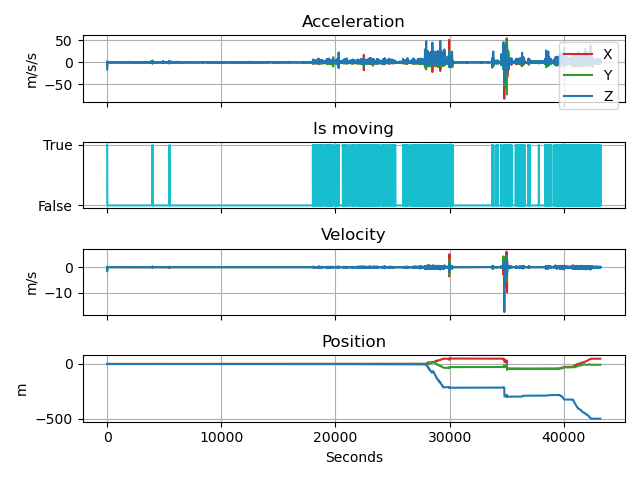 Acceleration
50
0
−50
m/s/s
X
Y
Z
Is moving
True
False
Velocity
0
−10
m/s
Position
0
−500
m
0 10000 20000 30000 40000
Seconds